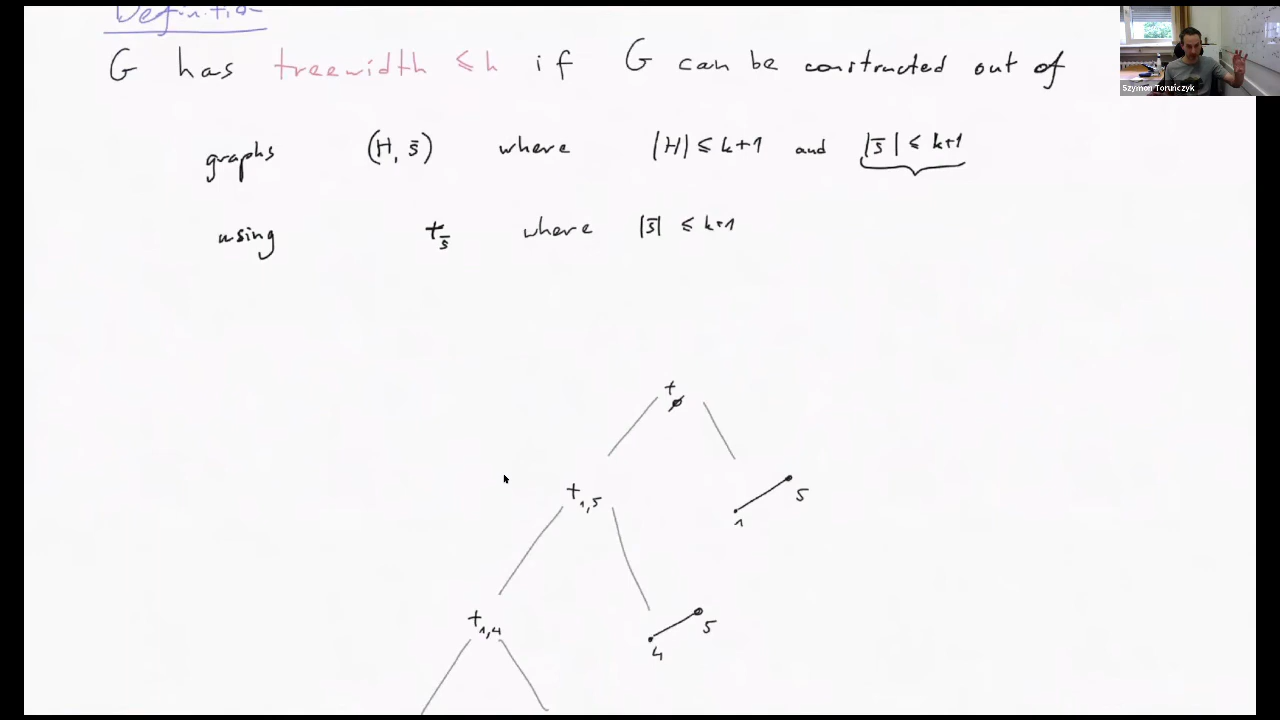 Definition
G has treewidth ≤ k if G can be constructed out of
graphs (H, s̄) where |H| ≤ k+1 and |s̄| ≤ k+1
using +s̄ where |s̄| ≤ k+1
+∅
+1,5
1 5
+1,4
4 5
Szymon Toruńczyk